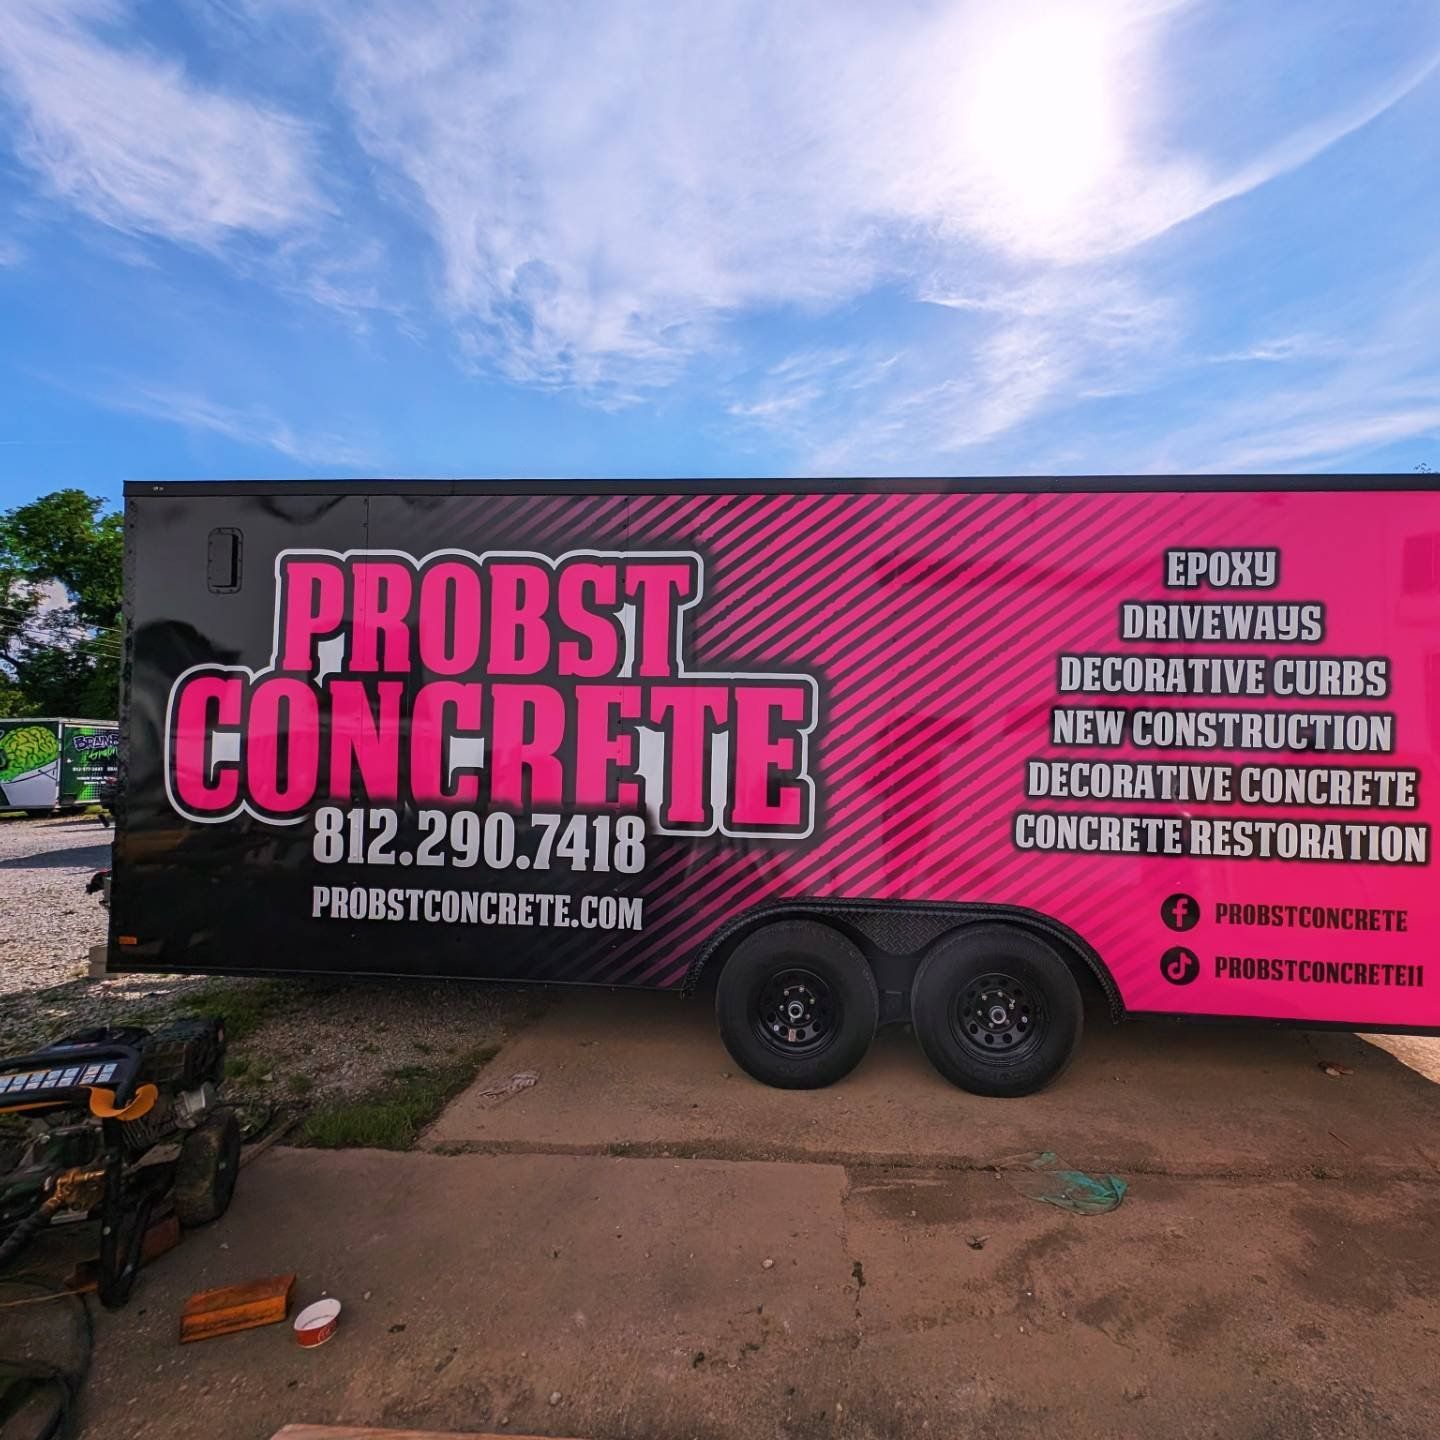 PROBST
CONCRETE
812.290.7418
PROBSTCONCRETE.COM
EPOXY
DRIVEWAYS
DECORATIVE CURBS
NEW CONSTRUCTION
DECORATIVE CONCRETE
CONCRETE RESTORATION
PROBSTCONCRETE
PROBSTCONCRETE11